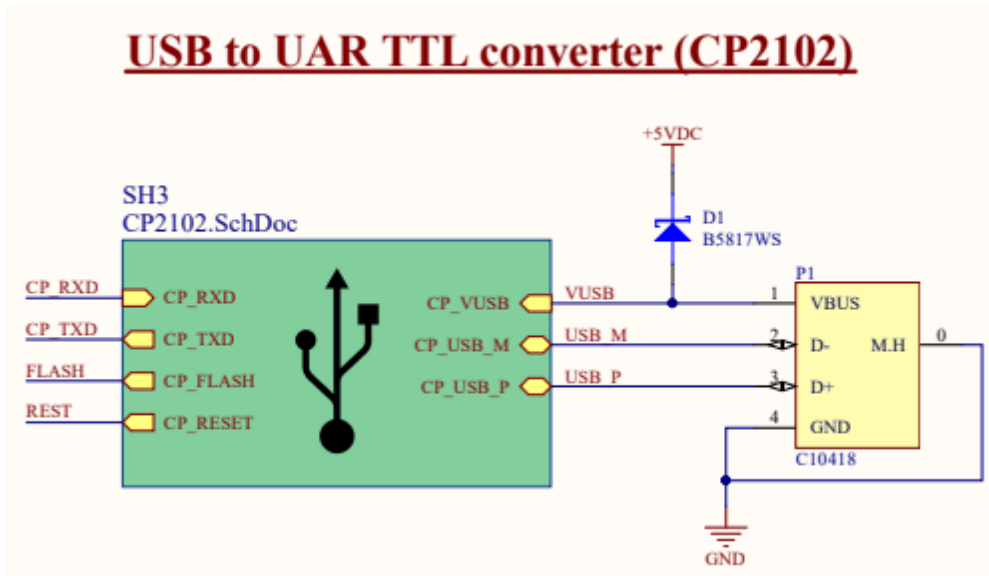 USB to UAR TTL converter (CP2102)
+5VDC
SH3
CP2102.SchDoc
D1
B5817WS
P1
CP_RXD
CP_RXD
CP_TXD
CP_TXD
FLASH
CP_FLASH
REST
CP_RESET
CP_VUSB
VUSB
1
VBUS
CP_USB_M
USB_M
2
D-
M.H
0
CP_USB_P
USB_P
3
D+
4
GND
C10418
GND